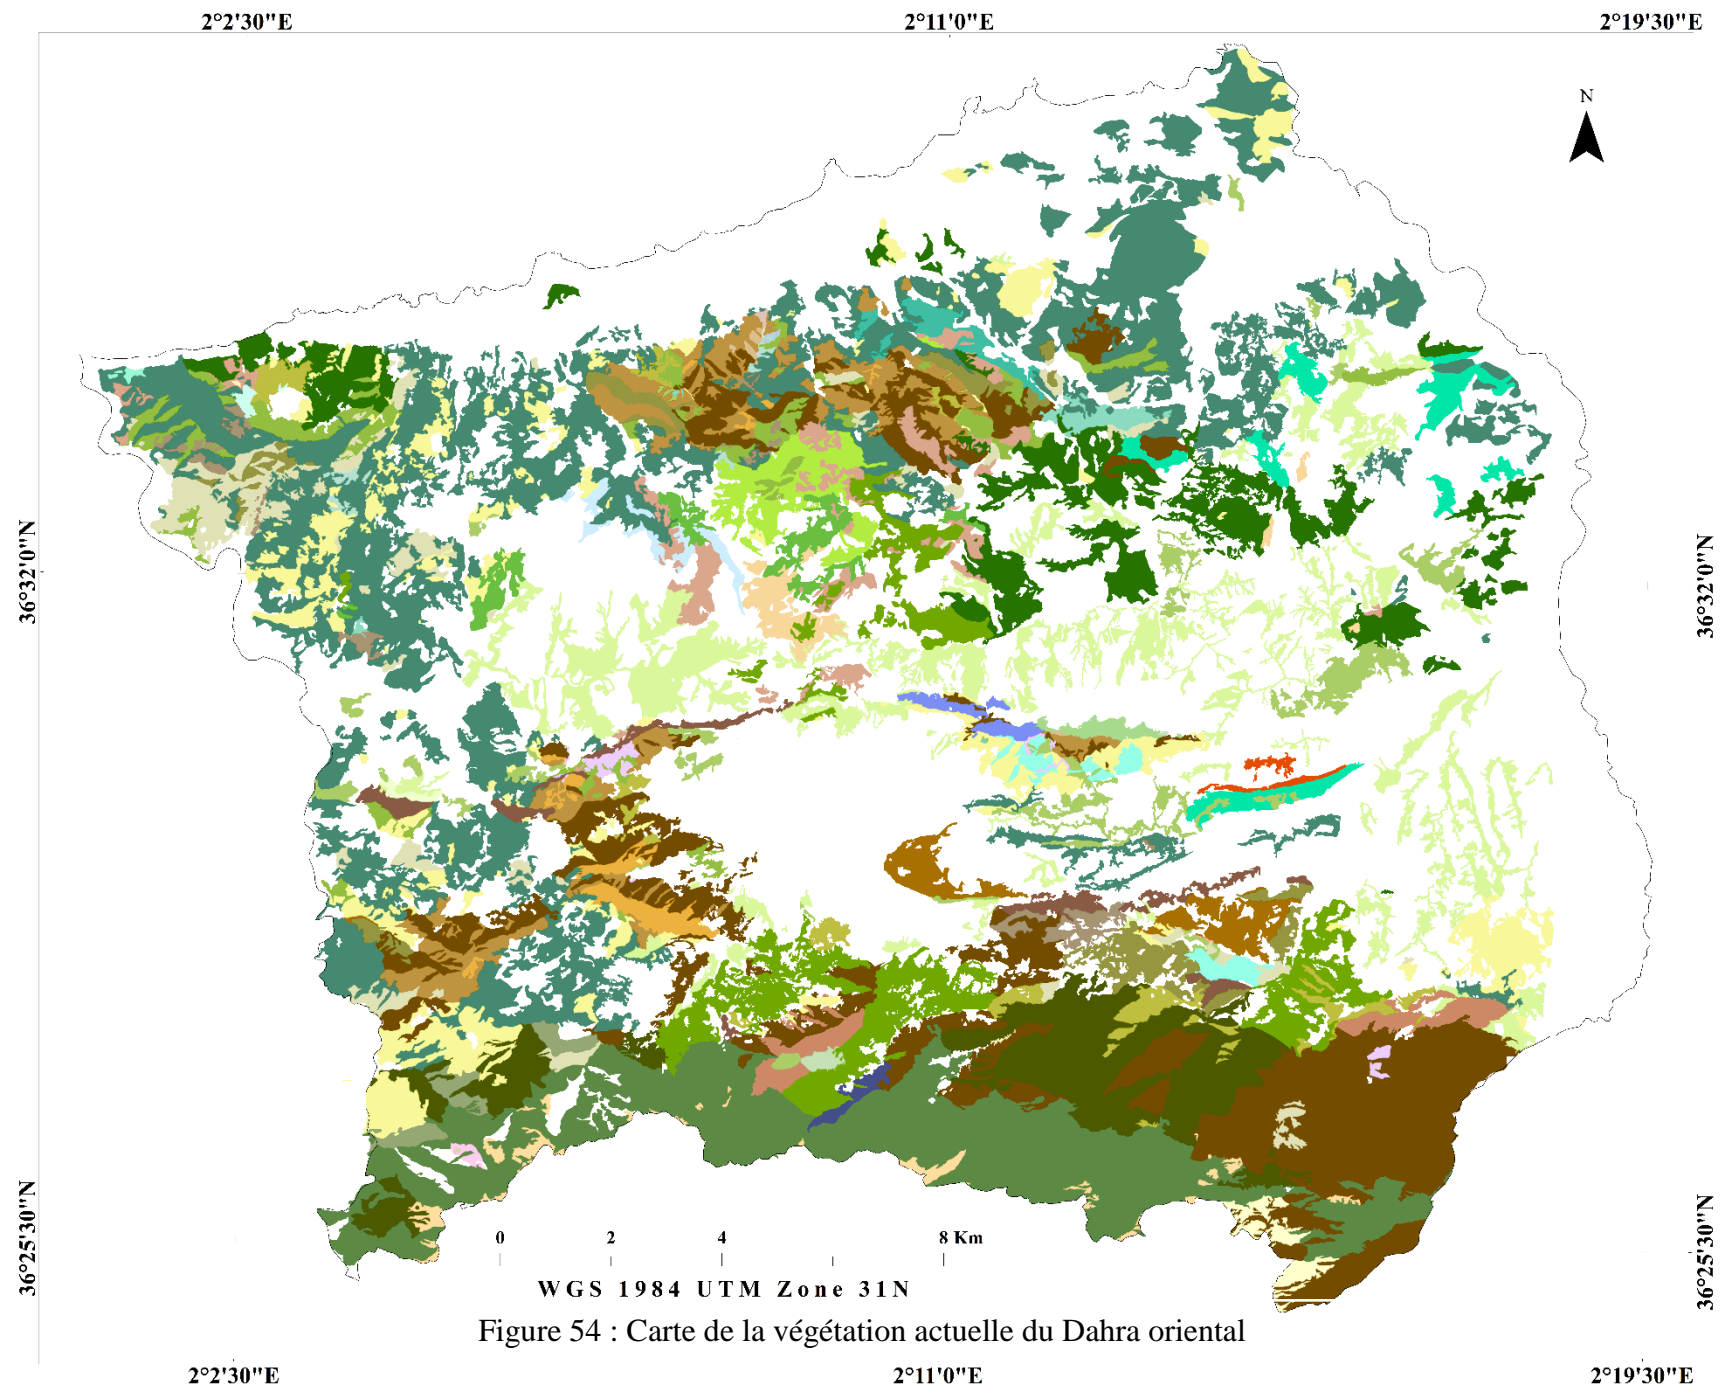 2°2'30"E 2°11'0"E 2°19'30"E
N
36°32'0"N 36°32'0"N
36°25'30"N 36°25'30"N
0 2 4 8 Km
WGS 1984 UTM Zone 31N
Figure 54 : Carte de la végétation actuelle du Dahra oriental
2°2'30"E 2°11'0"E 2°19'30"E